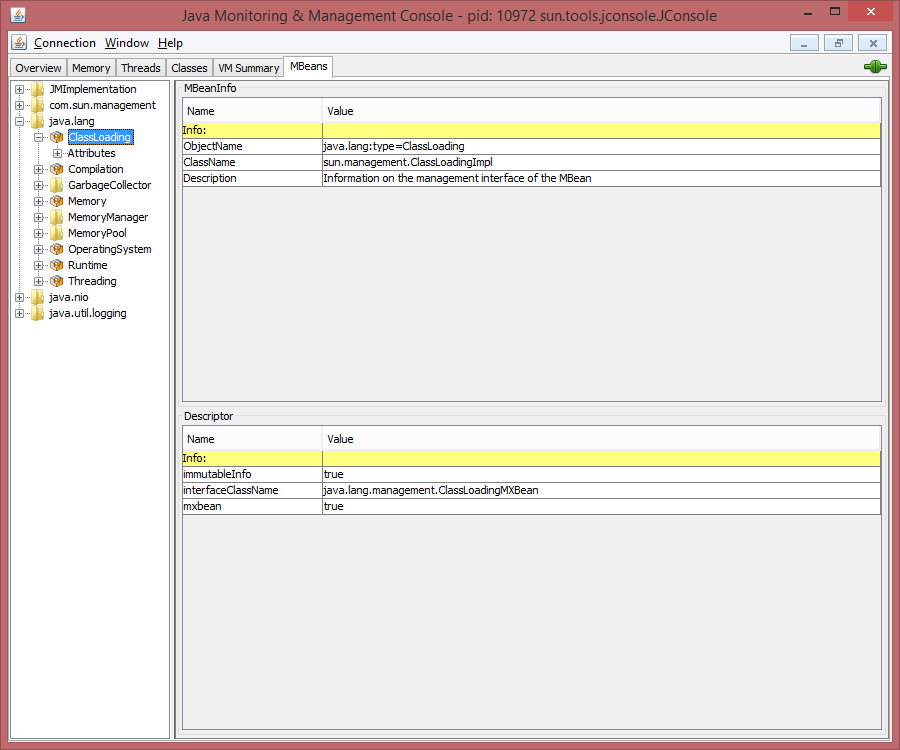 Java Monitoring & Management Console - pid: 10972 sun.tools.jconsole.JConsole
Connection Window Help
Overview Memory Threads Classes VM Summary MBeans
JMImplementation
com.sun.management
java.lang
ClassLoading
Attributes
Compilation
GarbageCollector
Memory
MemoryManager
MemoryPool
OperatingSystem
Runtime
Threading
java.nio
java.util.logging
MBeanInfo
Name Value
Info:
ObjectName java.lang:type=ClassLoading
ClassName sun.management.ClassLoadingImpl
Description Information on the management interface of the MBean
Descriptor
Name Value
Info:
immutableInfo true
interfaceClassName java.lang.management.ClassLoadingMXBean
mxbean true